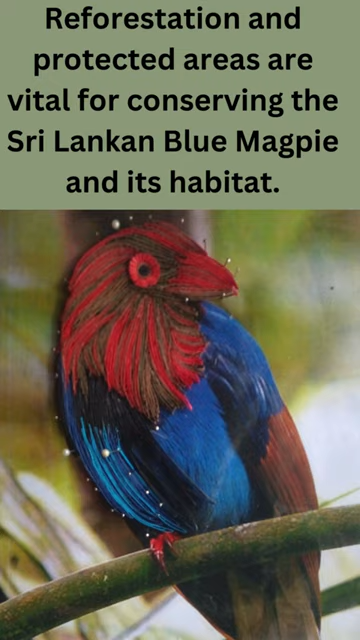 Reforestation and
protected areas are
vital for conserving the
Sri Lankan Blue Magpie
and its habitat.